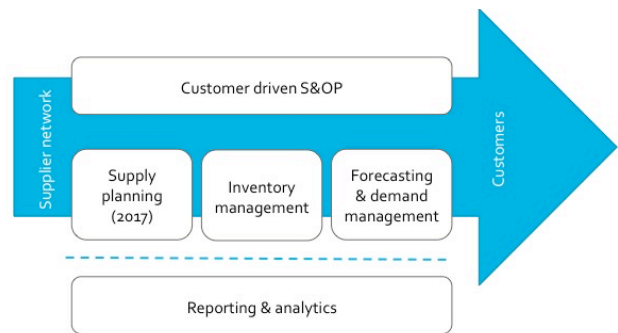 Customer driven S&OP
Supplier network
Supply
planning
(2017)
Inventory
management
Forecasting
& demand
management
Customers
Reporting & analytics